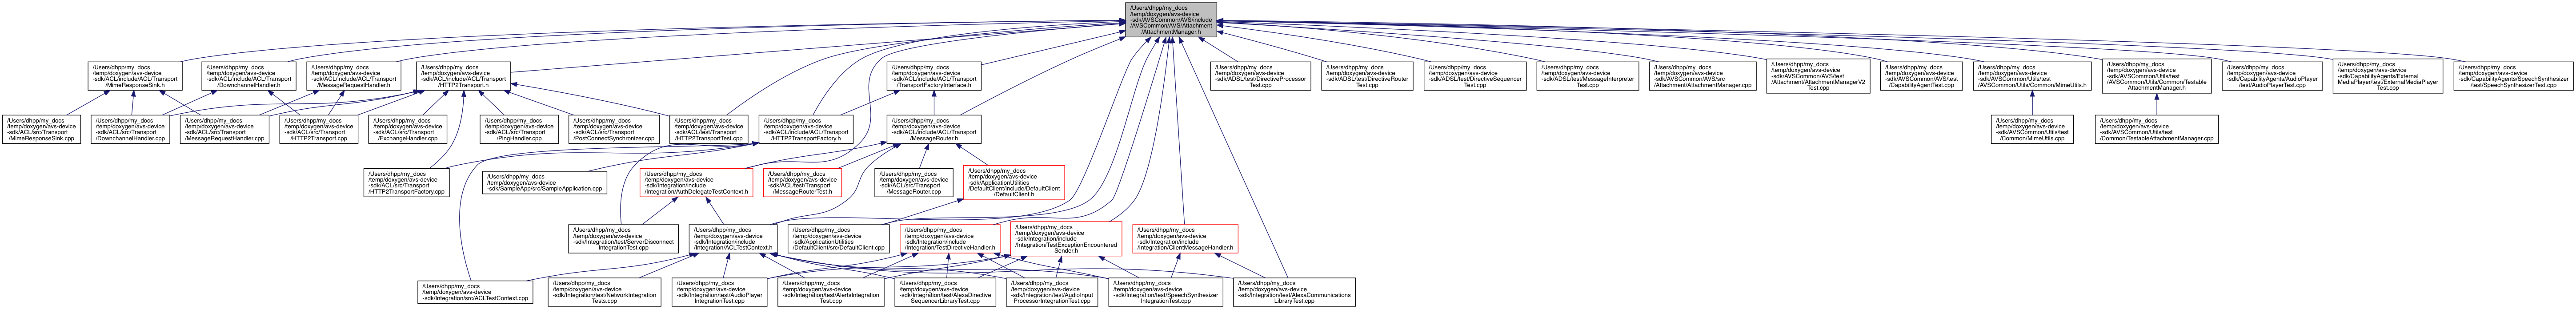 /Users/dhpp/my_docs
/temp/doxygen/avs-device
-sdk/AVSCommon/AVS/include
/AVSCommon/AVS/Attachment
/AttachmentManager.h
/Users/dhpp/my_docs
/temp/doxygen/avs-device
-sdk/ACL/include/ACL/Transport
/MimeResponseSink.h
/Users/dhpp/my_docs
/temp/doxygen/avs-device
-sdk/ACL/include/ACL/Transport
/DownchannelHandler.h
/Users/dhpp/my_docs
/temp/doxygen/avs-device
-sdk/ACL/include/ACL/Transport
/MessageRequestHandler.h
/Users/dhpp/my_docs
/temp/doxygen/avs-device
-sdk/ACL/include/ACL/Transport
/HTTP2Transport.h
/Users/dhpp/my_docs
/temp/doxygen/avs-device
-sdk/ACL/include/ACL/Transport
/TransportFactoryInterface.h
/Users/dhpp/my_docs
/temp/doxygen/avs-device
-sdk/ADSL/test/DirectiveProcessor
Test.cpp
/Users/dhpp/my_docs
/temp/doxygen/avs-device
-sdk/ADSL/test/DirectiveRouter
Test.cpp
/Users/dhpp/my_docs
/temp/doxygen/avs-device
-sdk/ADSL/test/DirectiveSequencer
Test.cpp
/Users/dhpp/my_docs
/temp/doxygen/avs-device
-sdk/ADSL/test/MessageInterpreter
Test.cpp
/Users/dhpp/my_docs
/temp/doxygen/avs-device
-sdk/AVSCommon/AVS/src
/Attachment/AttachmentManager.cpp
/Users/dhpp/my_docs
/temp/doxygen/avs-device
-sdk/AVSCommon/AVS/test
/Attachment/AttachmentManagerV2
Test.cpp
/Users/dhpp/my_docs
/temp/doxygen/avs-device
-sdk/AVSCommon/AVS/test
/CapabilityAgentTest.cpp
/Users/dhpp/my_docs
/temp/doxygen/avs-device
-sdk/AVSCommon/Utils/test
/AVSCommon/Utils/Common/MimeUtils.h
/Users/dhpp/my_docs
/temp/doxygen/avs-device
-sdk/AVSCommon/Utils/test
/AVSCommon/Utils/Common/Testable
AttachmentManager.h
/Users/dhpp/my_docs
/temp/doxygen/avs-device
-sdk/CapabilityAgents/AudioPlayer
/test/AudioPlayerTest.cpp
/Users/dhpp/my_docs
/temp/doxygen/avs-device
-sdk/CapabilityAgents/External
MediaPlayer/test/ExternalMediaPlayer
Test.cpp
/Users/dhpp/my_docs
/temp/doxygen/avs-device
-sdk/CapabilityAgents/SpeechSynthesizer
/test/SpeechSynthesizerTest.cpp
/Users/dhpp/my_docs
/temp/doxygen/avs-device
-sdk/ACL/src/Transport
/MimeResponseSink.cpp
/Users/dhpp/my_docs
/temp/doxygen/avs-device
-sdk/ACL/src/Transport
/DownchannelHandler.cpp
/Users/dhpp/my_docs
/temp/doxygen/avs-device
-sdk/ACL/src/Transport
/MessageRequestHandler.cpp
/Users/dhpp/my_docs
/temp/doxygen/avs-device
-sdk/ACL/src/Transport
/HTTP2Transport.cpp
/Users/dhpp/my_docs
/temp/doxygen/avs-device
-sdk/ACL/src/Transport
/ExchangeHandler.cpp
/Users/dhpp/my_docs
/temp/doxygen/avs-device
-sdk/ACL/src/Transport
/PingHandler.cpp
/Users/dhpp/my_docs
/temp/doxygen/avs-device
-sdk/ACL/src/Transport
/PostConnectSynchronizer.cpp
/Users/dhpp/my_docs
/temp/doxygen/avs-device
-sdk/ACL/test/Transport
/HTTP2TransportTest.cpp
/Users/dhpp/my_docs
/temp/doxygen/avs-device
-sdk/ACL/include/ACL/Transport
/HTTP2TransportFactory.h
/Users/dhpp/my_docs
/temp/doxygen/avs-device
-sdk/ACL/include/ACL/Transport
/MessageRouter.h
/Users/dhpp/my_docs
/temp/doxygen/avs-device
-sdk/AVSCommon/Utils/test
/Common/MimeUtils.cpp
/Users/dhpp/my_docs
/temp/doxygen/avs-device
-sdk/AVSCommon/Utils/test
/Common/TestableAttachmentManager.cpp
/Users/dhpp/my_docs
/temp/doxygen/avs-device
-sdk/ACL/src/Transport
/HTTP2TransportFactory.cpp
/Users/dhpp/my_docs
/temp/doxygen/avs-device
-sdk/SampleApp/src/SampleApplication.cpp
/Users/dhpp/my_docs
/temp/doxygen/avs-device
-sdk/Integration/include
/Integration/AuthDelegateTestContext.h
/Users/dhpp/my_docs
/temp/doxygen/avs-device
-sdk/ACL/test/Transport
/MessageRouterTest.h
/Users/dhpp/my_docs
/temp/doxygen/avs-device
-sdk/ACL/src/Transport
/MessageRouter.cpp
/Users/dhpp/my_docs
/temp/doxygen/avs-device
-sdk/ApplicationUtilities
/DefaultClient/include/DefaultClient
/DefaultClient.h
/Users/dhpp/my_docs
/temp/doxygen/avs-device
-sdk/Integration/test/ServerDisconnect
IntegrationTest.cpp
/Users/dhpp/my_docs
/temp/doxygen/avs-device
-sdk/Integration/include
/Integration/ACLTestContext.h
/Users/dhpp/my_docs
/temp/doxygen/avs-device
-sdk/ApplicationUtilities
/DefaultClient/src/DefaultClient.cpp
/Users/dhpp/my_docs
/temp/doxygen/avs-device
-sdk/Integration/include
/Integration/TestDirectiveHandler.h
/Users/dhpp/my_docs
/temp/doxygen/avs-device
-sdk/Integration/include
/Integration/TestExceptionEncountered
Sender.h
/Users/dhpp/my_docs
/temp/doxygen/avs-device
-sdk/Integration/include
/Integration/ClientMessageHandler.h
/Users/dhpp/my_docs
/temp/doxygen/avs-device
-sdk/Integration/src/ACLTestContext.cpp
/Users/dhpp/my_docs
/temp/doxygen/avs-device
-sdk/Integration/test/NetworkIntegration
Tests.cpp
/Users/dhpp/my_docs
/temp/doxygen/avs-device
-sdk/Integration/test/AudioPlayer
IntegrationTest.cpp
/Users/dhpp/my_docs
/temp/doxygen/avs-device
-sdk/Integration/test/AlertsIntegration
Test.cpp
/Users/dhpp/my_docs
/temp/doxygen/avs-device
-sdk/Integration/test/AlexaDirective
SequencerLibraryTest.cpp
/Users/dhpp/my_docs
/temp/doxygen/avs-device
-sdk/Integration/test/AudioInput
ProcessorIntegrationTest.cpp
/Users/dhpp/my_docs
/temp/doxygen/avs-device
-sdk/Integration/test/SpeechSynthesizer
IntegrationTest.cpp
/Users/dhpp/my_docs
/temp/doxygen/avs-device
-sdk/Integration/test/AlexaCommunications
LibraryTest.cpp